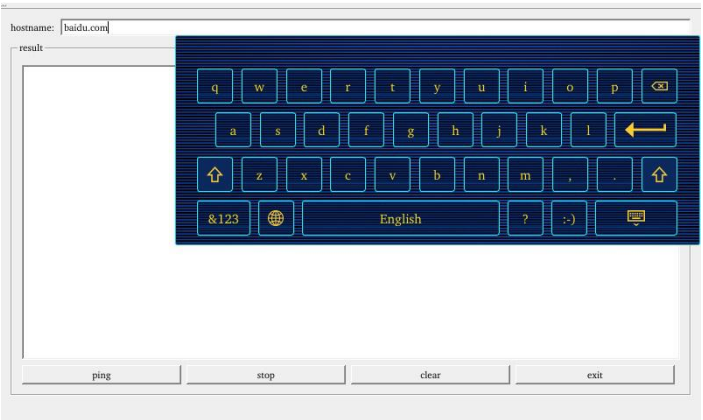 hostname: baidu.com
result
q w e r t y u i o p
a s d f g h j k l
z x c v b n m , .
&123 English ? :-)
ping stop clear exit